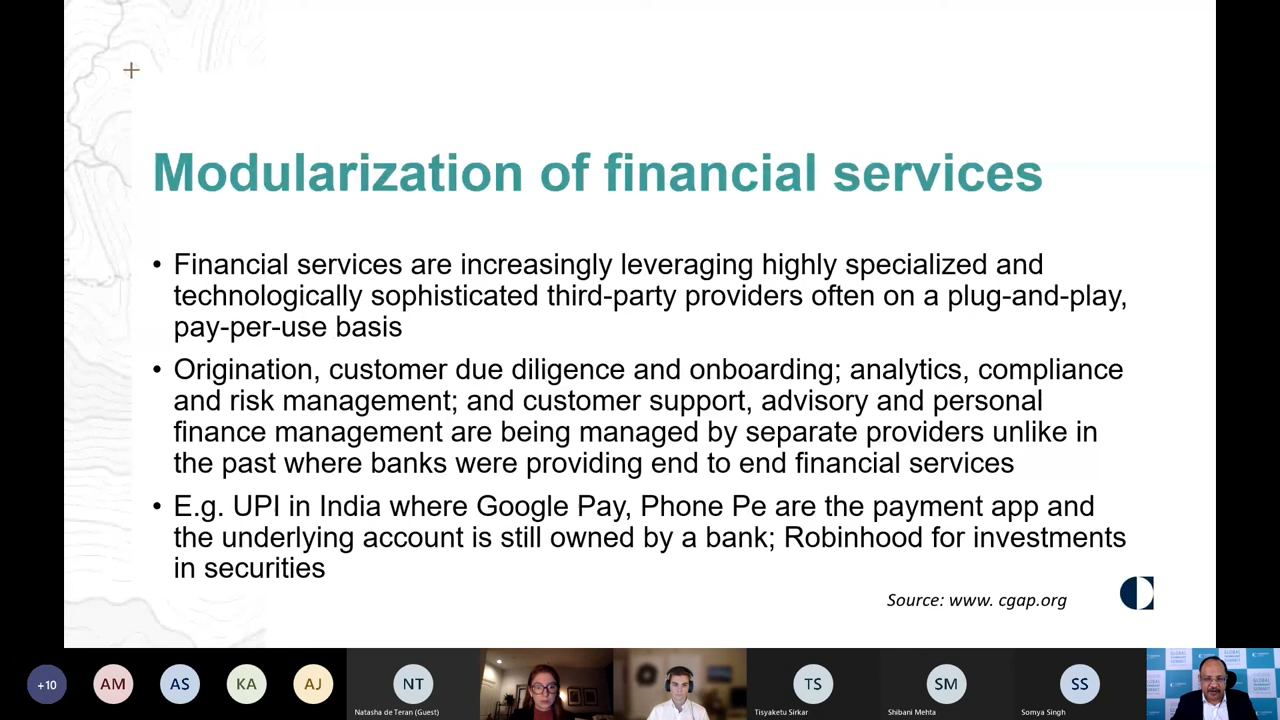 Modularization of financial services
• Financial services are increasingly leveraging highly specialized and
technologically sophisticated third-party providers often on a plug-and-play,
pay-per-use basis
• Origination, customer due diligence and onboarding; analytics, compliance
and risk management; and customer support, advisory and personal
finance management are being managed by separate providers unlike in
the past where banks were providing end to end financial services
• E.g. UPI in India where Google Pay, Phone Pe are the payment app and
the underlying account is still owned by a bank; Robinhood for investments
in securities
Source: www. cgap.org
+10
AM
AS
KA
AJ
NT
Natasha de Teran (Guest)
TS
Tisyaketu Sirkar
SM
Shibani Mehta
SS
Somya Singh
GLOBAL